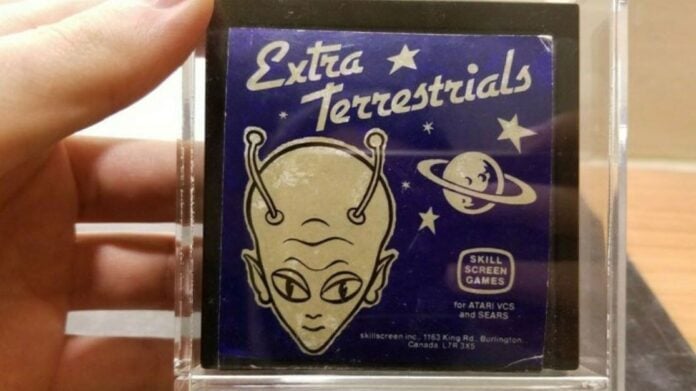 Extra
Terrestrials
SKILL
SCREEN
GAMES
for ATARI VCS
and SEARS
skillscreen inc., 1163 King Rd., Burlington,
Canada, L7R 3X5